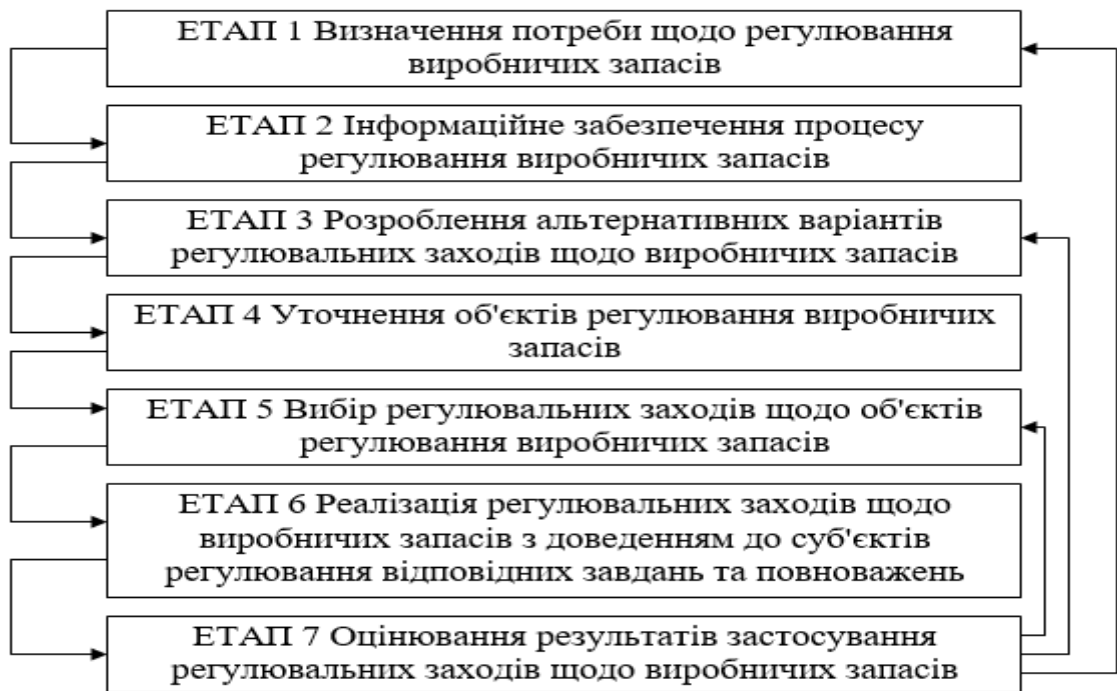 ЕТАП 1 Визначення потреби щодо регулювання
виробничих запасів
ЕТАП 2 Інформаційне забезпечення процесу
регулювання виробничих запасів
ЕТАП 3 Розроблення альтернативних варіантів
регулювальних заходів щодо виробничих запасів
ЕТАП 4 Уточнення об'єктів регулювання виробничих
запасів
ЕТАП 5 Вибір регулювальних заходів щодо об'єктів
регулювання виробничих запасів
ЕТАП 6 Реалізація регулювальних заходів щодо
виробничих запасів з доведенням до суб'єктів
регулювання відповідних завдань та повноважень
ЕТАП 7 Оцінювання результатів застосування
регулювальних заходів щодо виробничих запасів